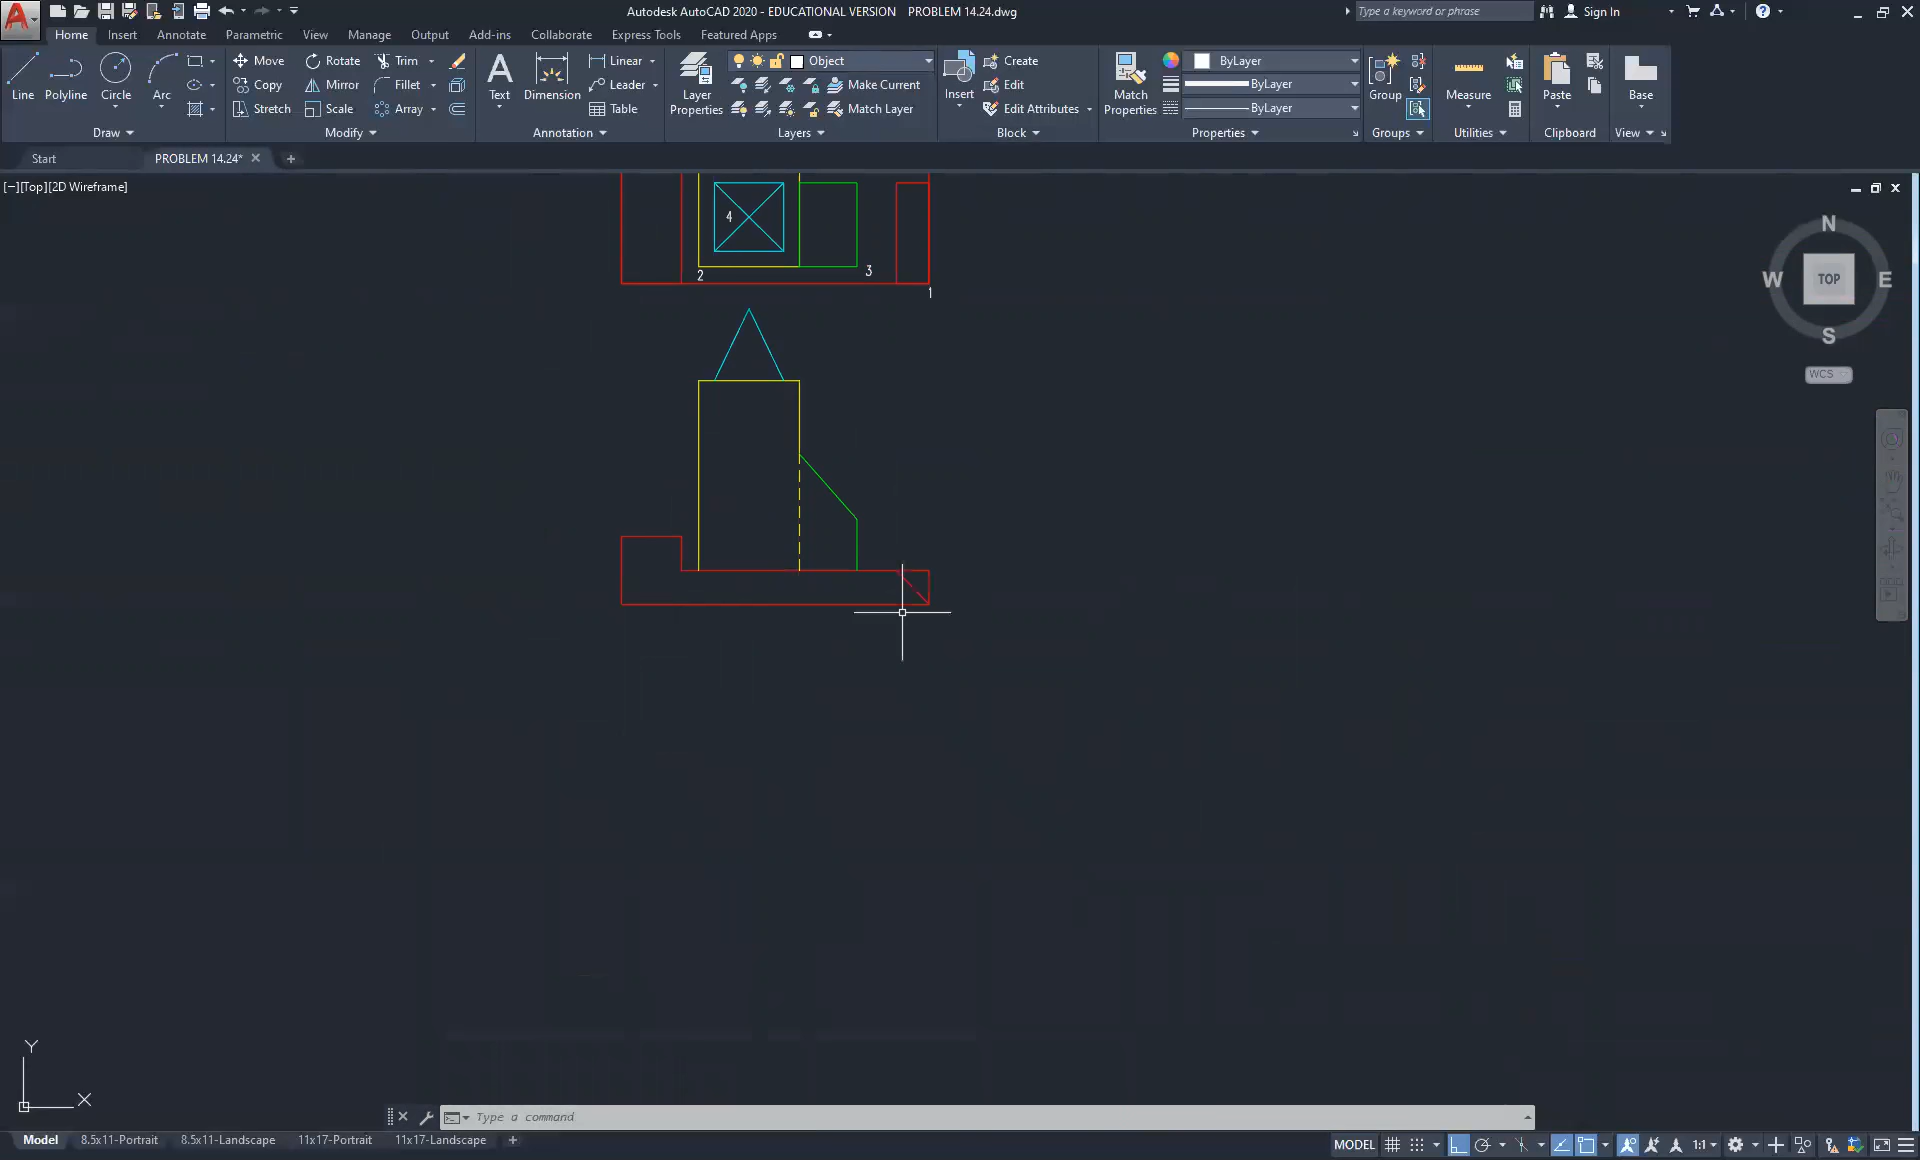 Autodesk AutoCAD 2020 - EDUCATIONAL VERSION PROBLEM 14.24.dwg
Type a keyword or phrase
Sign In
Home Insert Annotate Parametric View Manage Output Add-ins Collaborate Express Tools Featured Apps
Line Polyline Circle Arc
Draw
Move Rotate Trim
Copy Mirror Fillet
Stretch Scale Array
Modify
Text Dimension
Linear
Leader
Table
Annotation
Layer Properties
Object
Make Current
Match Layer
Layers
Insert
Create
Edit
Edit Attributes
Block
Match Properties
ByLayer
ByLayer
ByLayer
Properties
Group
Groups
Measure
Utilities
Paste
Clipboard
Base
View
Start PROBLEM 14.24*
[−][Top][2D Wireframe]
4
2
3
1
N
W TOP E
S
WCS
Y
X
Type a command
Model 8.5x11-Portrait 8.5x11-Landscape 11x17-Portrait 11x17-Landscape
MODEL
1:1